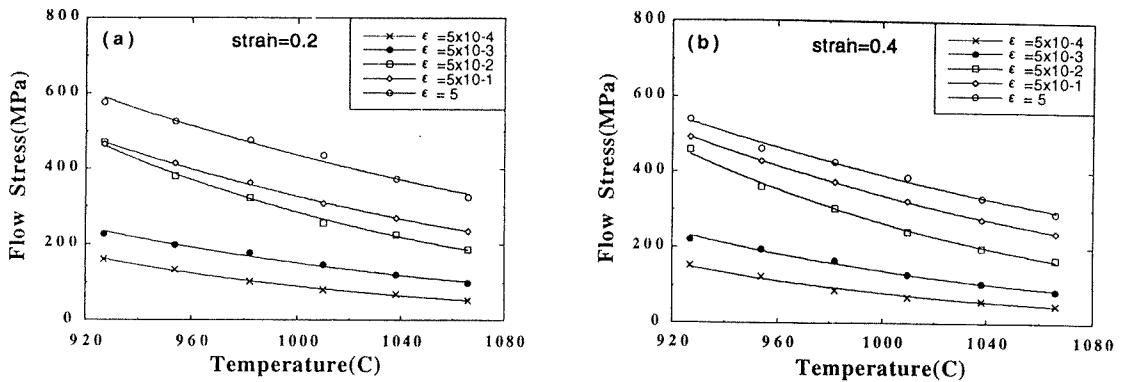 800
(a)
strah=0.2
ε =5x10-4
ε =5x10-3
ε =5x10-2
ε =5x10-1
ε = 5
600
400
200
0
920
960
1000
1040
1080
Flow Stress(MPa)
Temperature(C)
800
(b)
strah=0.4
ε =5x10-4
ε =5x10-3
ε =5x10-2
ε =5x10-1
ε = 5
600
400
200
0
920
960
1000
1040
1080
Flow Stress(MPa)
Temperature(C)